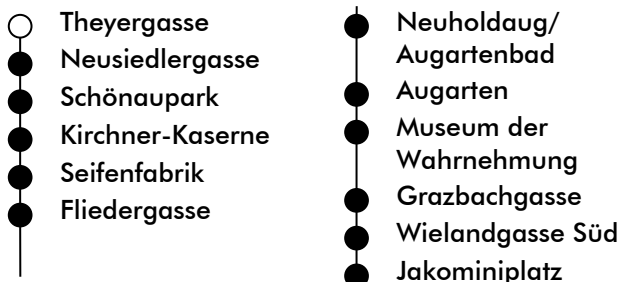 Theyergasse
Neusiedlergasse
Schönaupark
Kirchner-Kaserne
Seifenfabrik
Fliedergasse
Neuholdaug/
Augartenbad
Augarten
Museum der
Wahrnehmung
Grazbachgasse
Wielandgasse Süd
Jakominiplatz